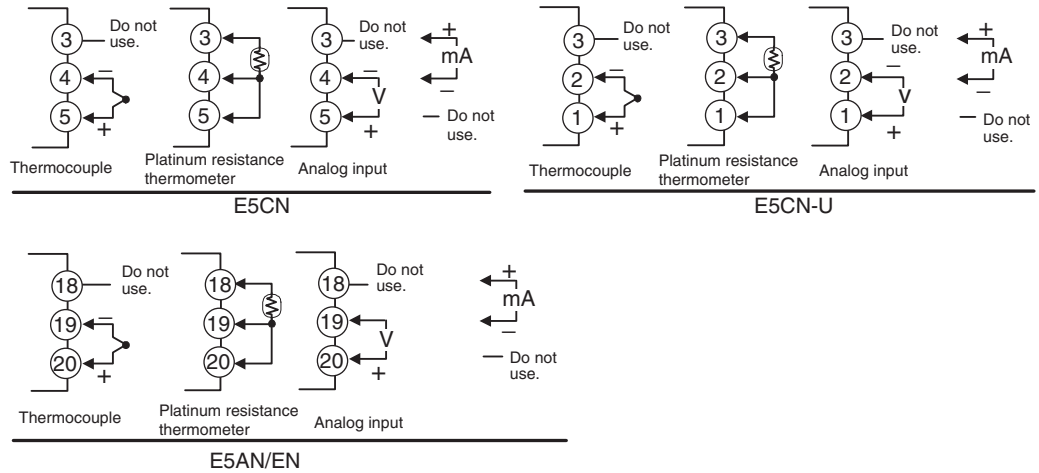 3
Do not
use.
4
–
5
+
Thermocouple
3
4
5
Platinum resistance
thermometer
3
Do not
use.
4
–
V
5
+
Analog input
+
mA
–
– Do not
use.
E5CN
3
Do not
use.
2
–
1
+
Thermocouple
3
2
1
Platinum resistance
thermometer
3
Do not
use.
2
–
V
1
+
Analog input
+
mA
–
– Do not
use.
E5CN-U
18
Do not
use.
19
–
20
+
Thermocouple
18
19
20
Platinum resistance
thermometer
18
Do not
use.
19
V
20
+
Analog input
+
mA
–
– Do not
use.
E5AN/EN